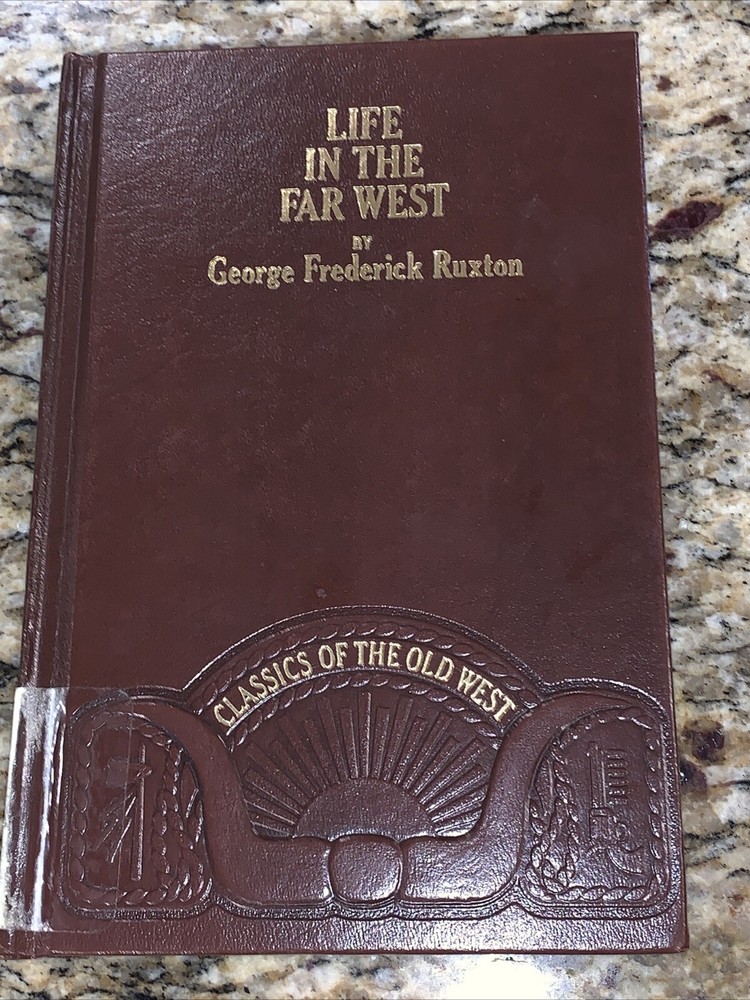 LIFE
IN THE
FAR WEST
BY
George Frederick Ruxton
CLASSICS OF THE OLD WEST